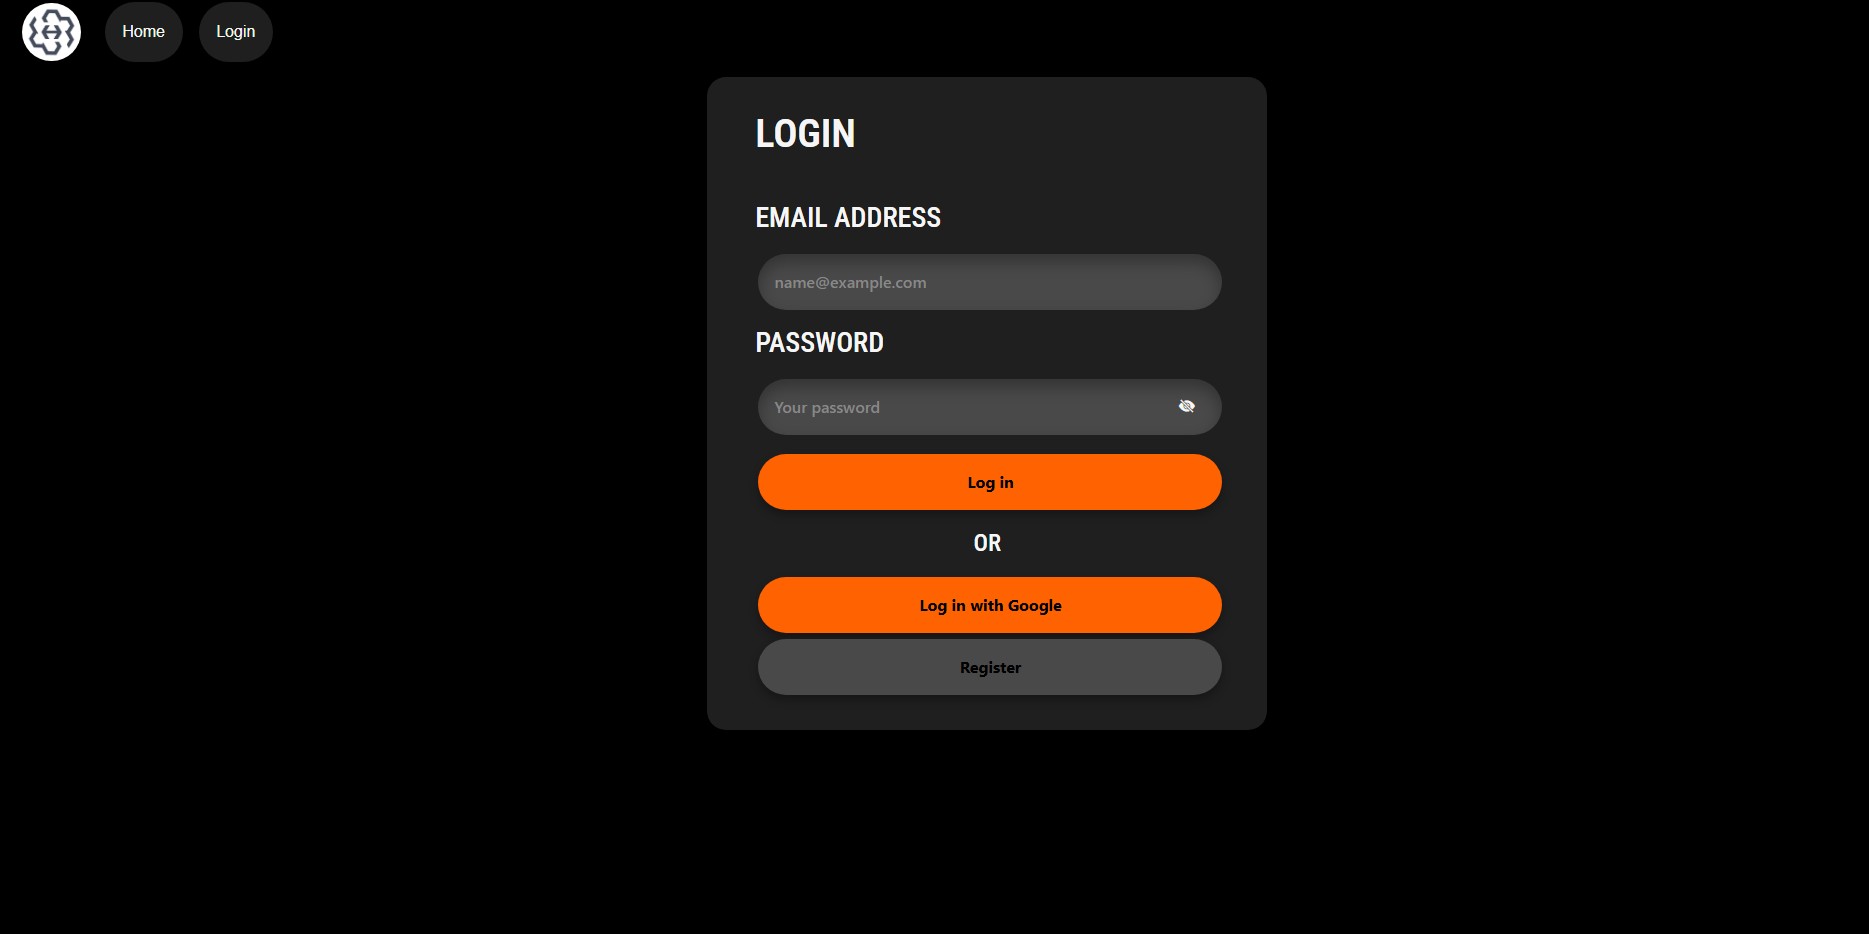 Home
Login
LOGIN
EMAIL ADDRESS
name@example.com
PASSWORD
Your password
Log in
OR
Log in with Google
Register